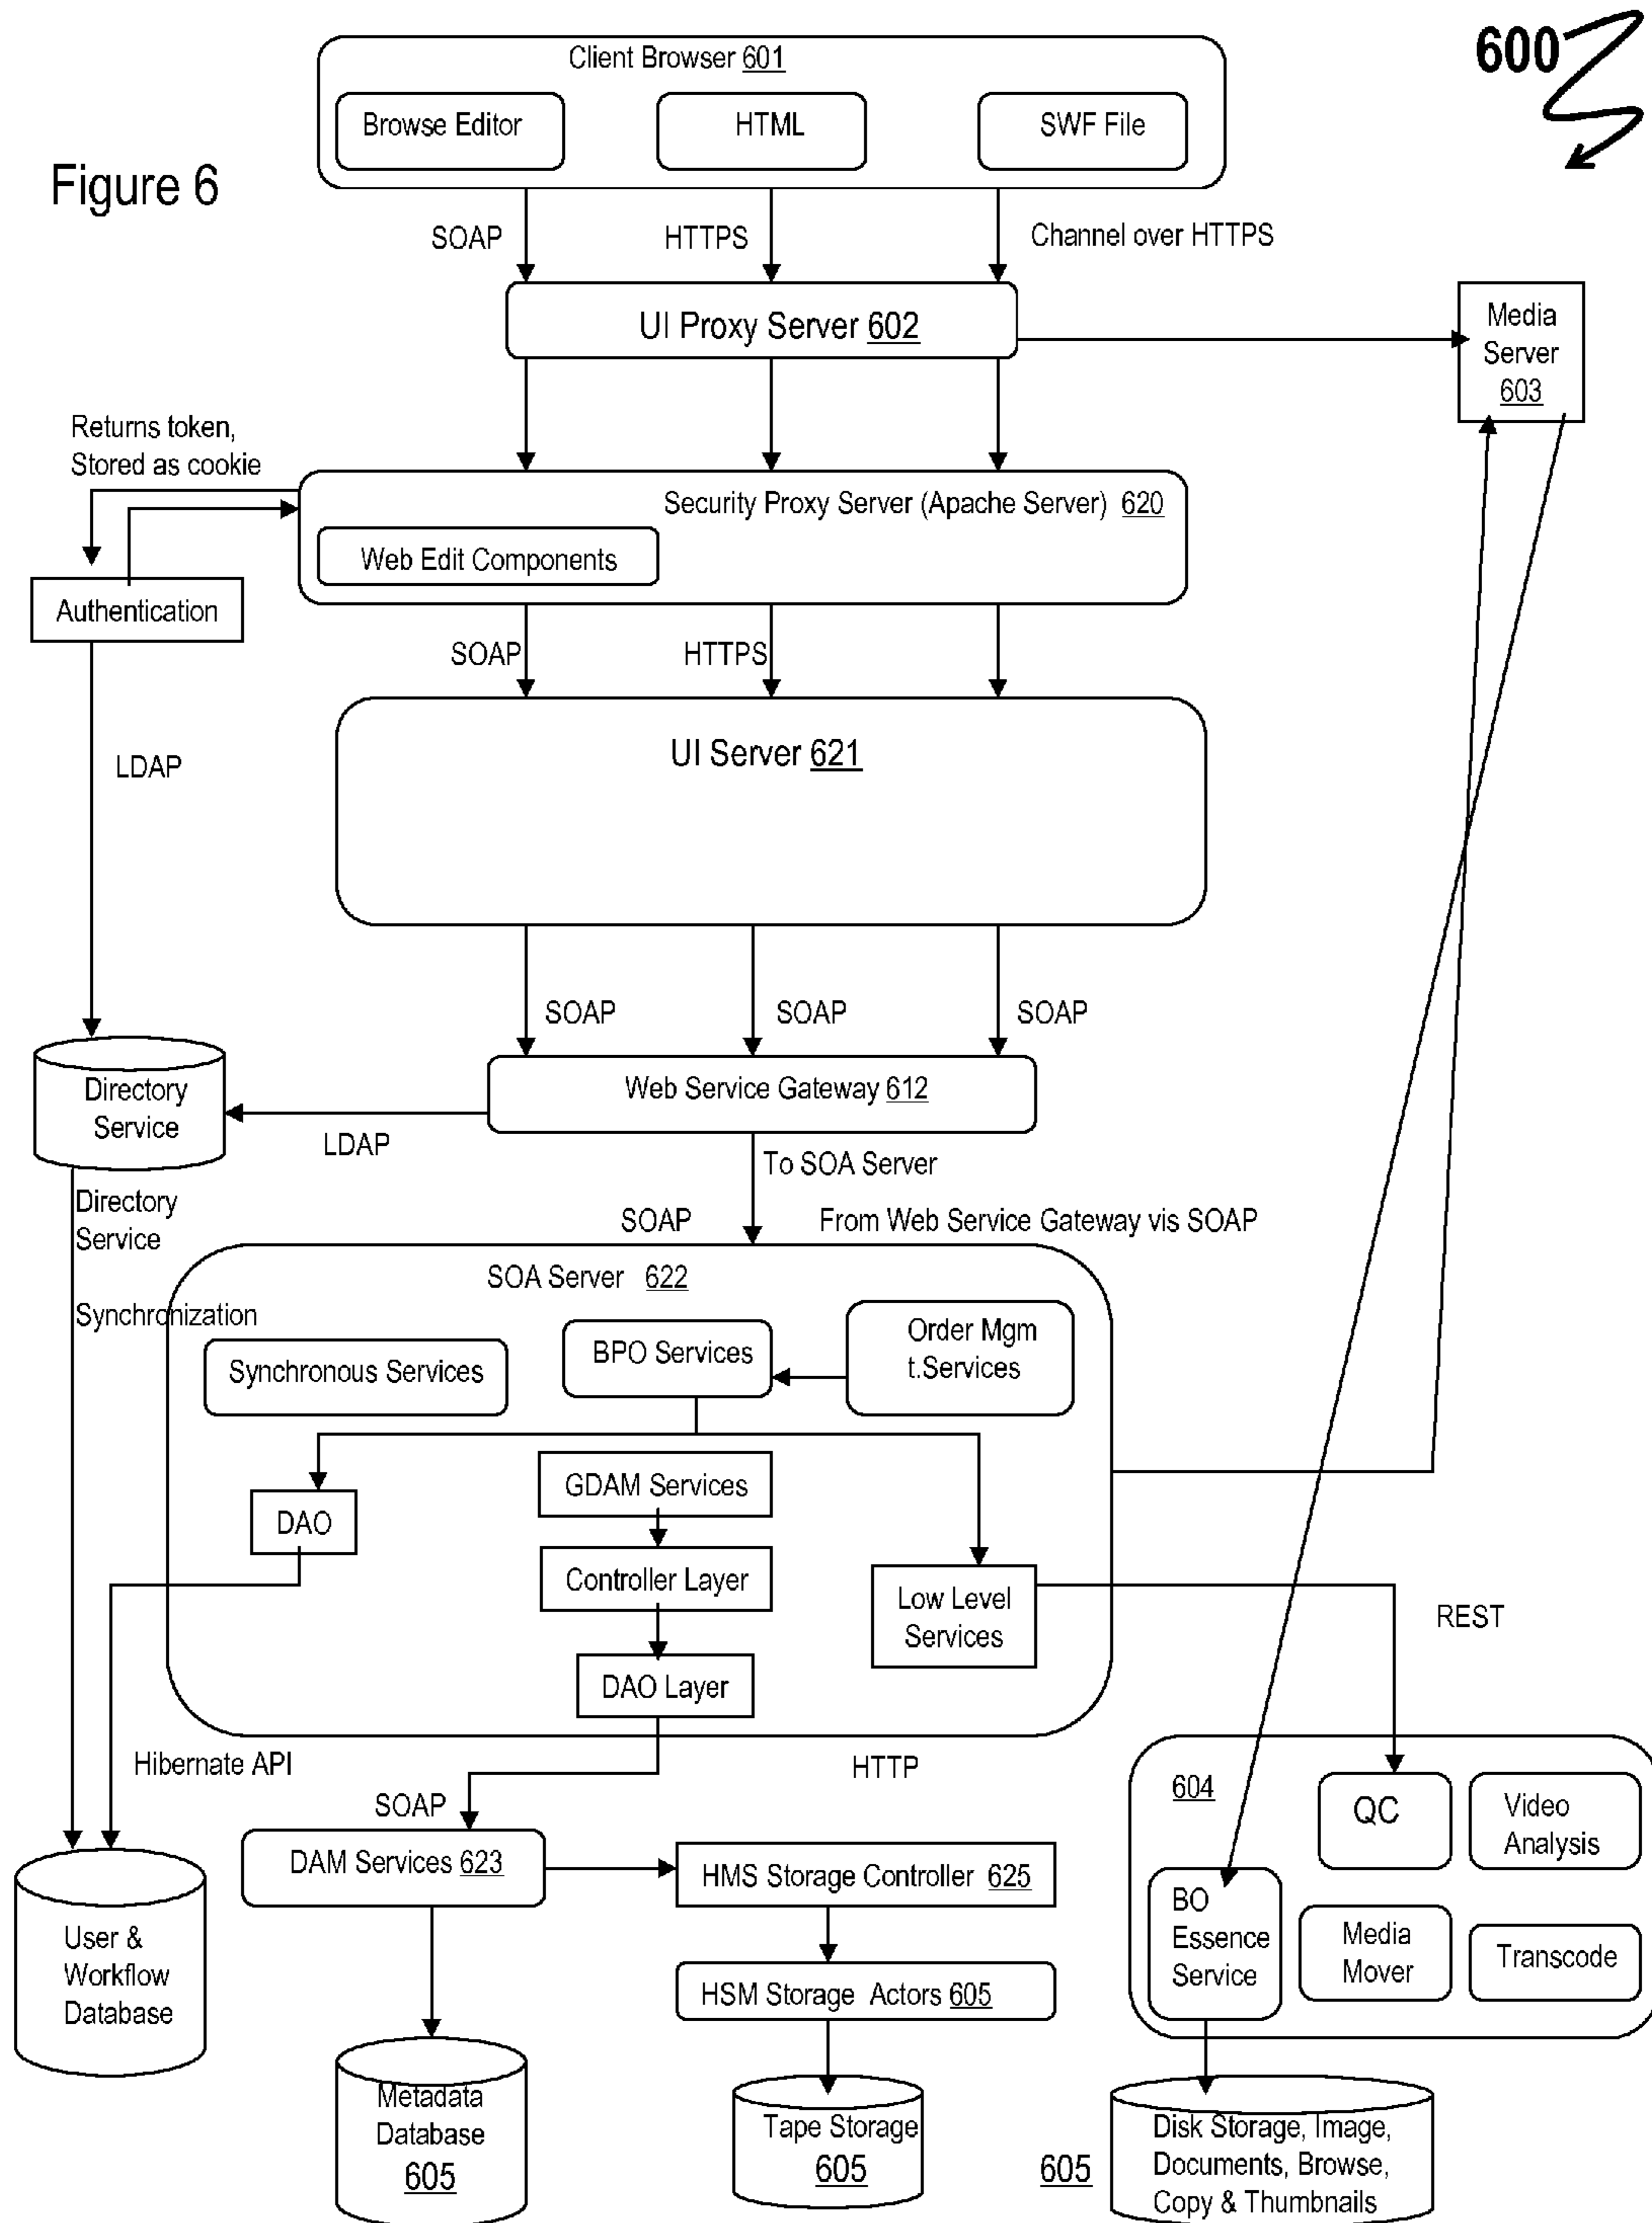 600
Figure 6
Client Browser 601
Browse Editor
HTML
SWF File
SOAP
HTTPS
Channel over HTTPS
UI Proxy Server 602
Media
Server
603
Returns token,
Stored as cookie
Security Proxy Server (Apache Server) 620
Web Edit Components
Authentication
SOAP
HTTPS
UI Server 621
LDAP
SOAP
SOAP
SOAP
Directory
Service
Web Service Gateway 612
LDAP
To SOA Server
Directory
Service
SOAP
From Web Service Gateway vis SOAP
SOA Server 622
Synchronization
Synchronous Services
BPO Services
Order Mgm
t.Services
GDAM Services
DAO
Controller Layer
Low Level
Services
REST
DAO Layer
Hibernate API
HTTP
SOAP
604
QC
Video
Analysis
DAM Services 623
HMS Storage Controller 625
BO
Essence
Service
Media
Mover
Transcode
User &
Workflow
Database
HSM Storage Actors 605
Metadata
Database
605
Tape Storage
605
605
Disk Storage, Image,
Documents, Browse,
Copy & Thumbnails